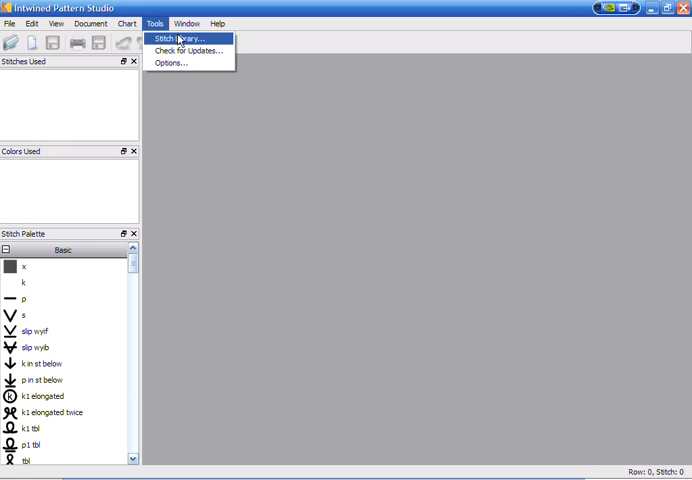 Intwined Pattern Studio
File Edit View Document Chart Tools Window Help
Stitch Library...
Check for Updates...
Options...
Stitches Used
Colors Used
Stitch Palette
Basic
x
k
p
s
slip wyif
slip wyib
k in st below
p in st below
k k1 elongated
k1 elongated twice
k1 tbl
p1 tbl
tbl
Row: 0, Stitch: 0